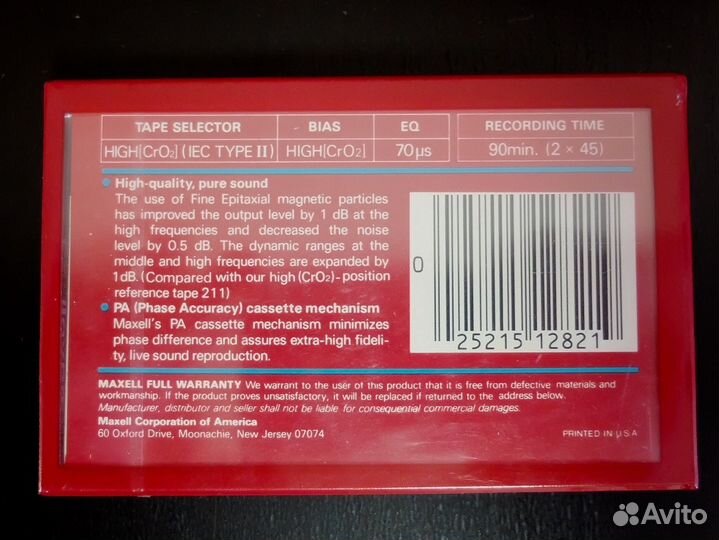 TAPE SELECTOR BIAS EQ RECORDING TIME
HIGH[CrO₂] (IEC TYPE II) HIGH[CrO₂] 70 µs 90min. (2 × 45)
• High-quality, pure sound
The use of Fine Epitaxial magnetic particles
has improved the output level by 1 dB at the
high frequencies and decreased the noise
level by 0.5 dB. The dynamic ranges at the
middle and high frequencies are expanded by
1dB. (Compared with our high (CrO₂)-position
reference tape 211)
• PA (Phase Accuracy) cassette mechanism
Maxell's PA cassette mechanism minimizes
phase difference and assures extra-high fideli-
ty, live sound reproduction.
0
25215 12821
MAXELL FULL WARRANTY We warrant to the user of this product that it is free from defective materials and
workmanship. If the product proves unsatisfactory, it will be replaced if returned to the address below.
Manufacturer, distributor and seller shall not be liable for consequential commercial damages.
Maxell Corporation of America
60 Oxford Drive, Moonachie, New Jersey 07074
PRINTED IN U.S.A.
Avito